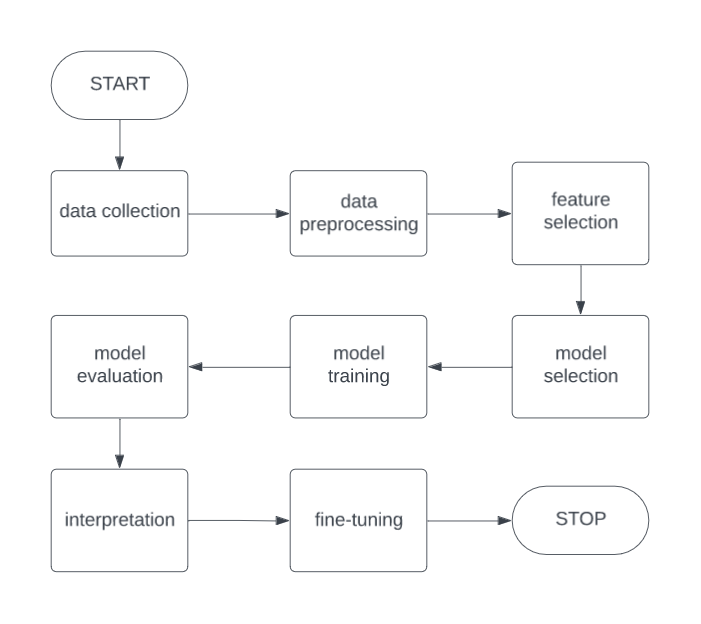 START
data collection
data
preprocessing
feature
selection
model
selection
model
training
model
evaluation
interpretation
fine-tuning
STOP